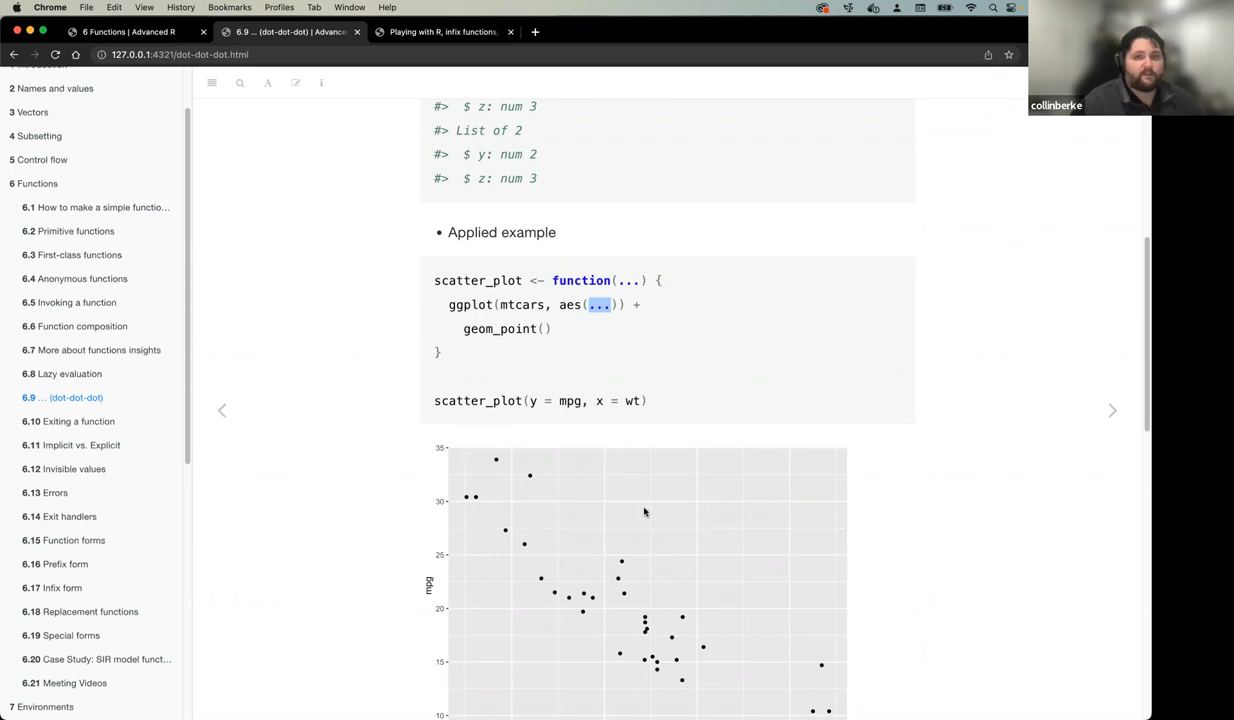 Chrome File Edit View History Bookmarks Profiles Tab Window Help
6 Functions | Advanced R
6.9 ... (dot-dot-dot) | Advance
Playing with R, infix functions,
127.0.0.1:4321/dot-dot-dot.html
collinberke
2 Names and values
3 Vectors
4 Subsetting
5 Control flow
6 Functions
6.1 How to make a simple functio...
6.2 Primitive functions
6.3 First-class functions
6.4 Anonymous functions
6.5 Invoking a function
6.6 Function composition
6.7 More about functions insights
6.8 Lazy evaluation
6.9 ... (dot-dot-dot)
6.10 Exiting a function
6.11 Implicit vs. Explicit
6.12 Invisible values
6.13 Errors
6.14 Exit handlers
6.15 Function forms
6.16 Prefix form
6.17 Infix form
6.18 Replacement functions
6.19 Special forms
6.20 Case Study: SIR model funct...
6.21 Meeting Videos
7 Environments
#>  $ z: num 3
#> List of 2
#>  $ y: num 2
#>  $ z: num 3
• Applied example
scatter_plot <- function(...) {
ggplot(mtcars, aes(...)) +
geom_point()
}
scatter_plot(y = mpg, x = wt)
35
30
25
20
15
10
mpg